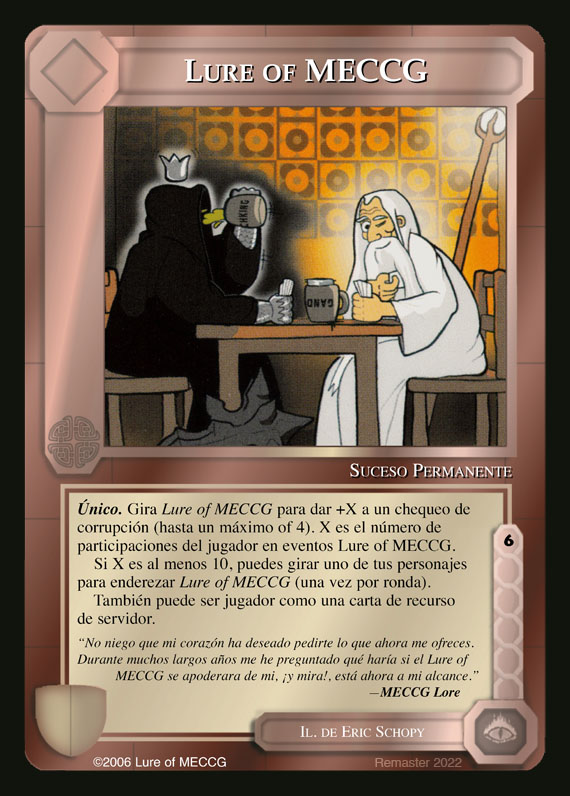 LURE OF MECCG
HKING
GAND
SUCESO PERMANENTE
Único. Gira Lure of MECCG para dar +X a un chequeo de
corrupción (hasta un máximo of 4). X es el número de
participaciones del jugador en eventos Lure of MECCG.
Si X es al menos 10, puedes girar uno de tus personajes
para enderezar Lure of MECCG (una vez por ronda).
También puede ser jugador como una carta de recurso
de servidor.
6
“No niego que mi corazón ha deseado pedirte lo que ahora me ofreces.
Durante muchos largos años me he preguntado qué haría si el Lure of
MECCG se apoderara de mi, ¡y mira!, está ahora a mi alcance.”
—MECCG Lore
IL. DE ERIC SCHOPY
©2006 Lure of MECCG
Remaster 2022